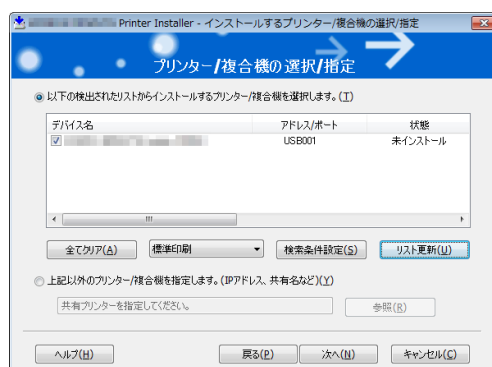 Printer Installer - インストールするプリンター/複合機の選択/指定
プリンター/複合機の選択/指定
以下の検出されたリストからインストールするプリンター/複合機を選択します。(T)
デバイス名 アドレス/ポート 状態
USB001 未インストール
全てクリア(A) 標準印刷 検索条件設定(S) リスト更新(U)
上記以外のプリンター/複合機を指定します。(IPアドレス、共有名など)(Y)
共有プリンターを指定してください。 参照(R)
ヘルプ(H) 戻る(P) 次へ(N) キャンセル(C)